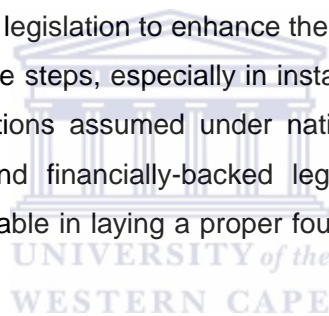 legislation to enhance the
e steps, especially in insta
tions assumed under nati
nd financially-backed leg
able in laying a proper fou
UNIVERSITY of the
WESTERN CAPE